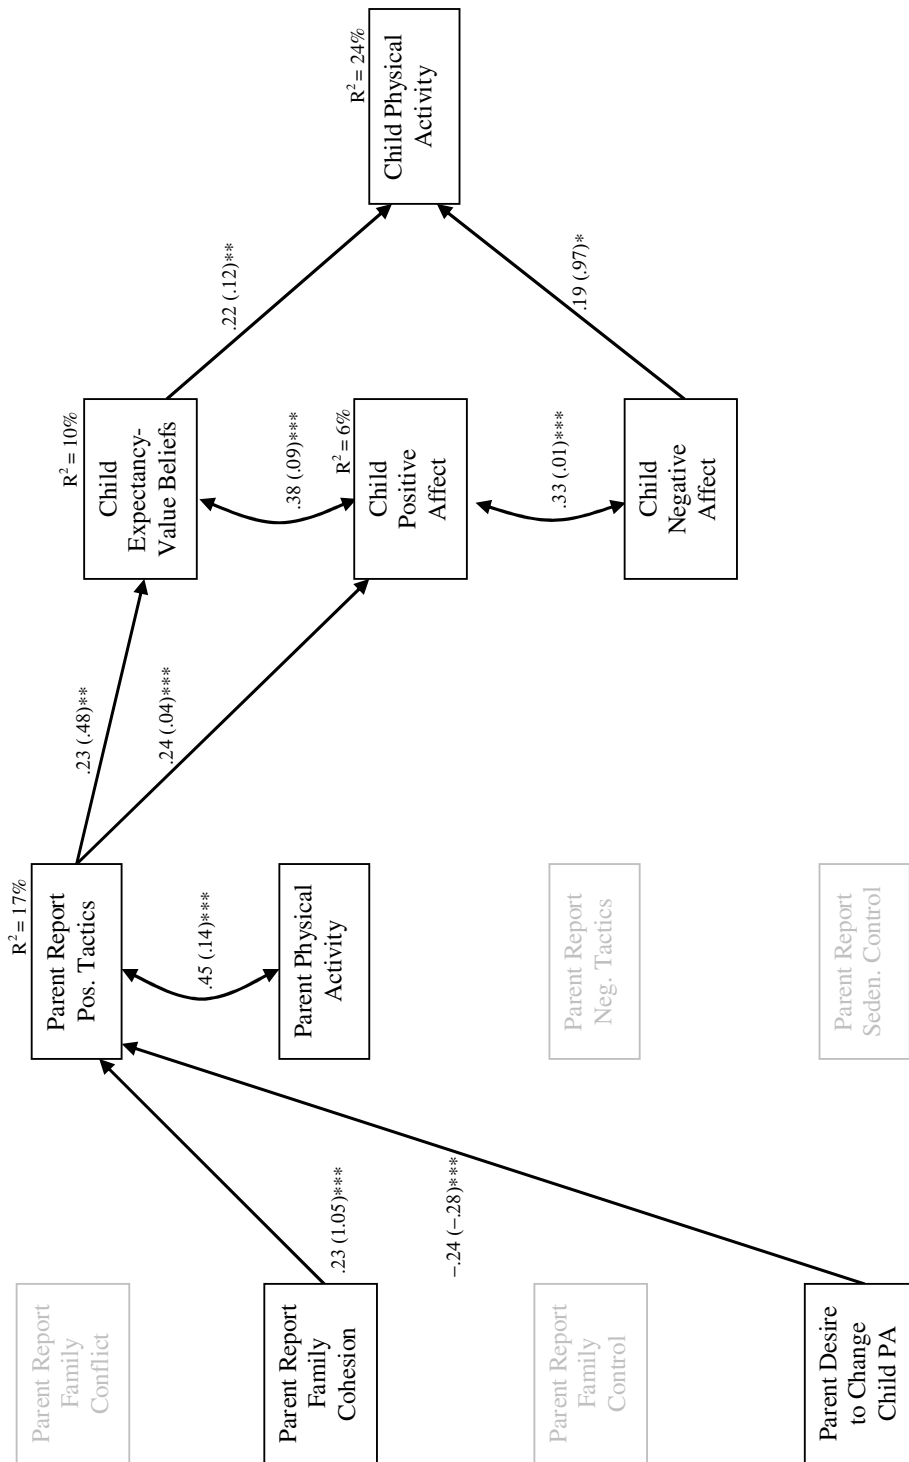 Parent Report
Family
Conflict
Parent Report
Family
Cohesion
Parent Report
Family
Control
Parent Desire
to Change
Child PA
.23 (1.05)***
−.24 (−.28)***
R² = 17%
Parent Report
Pos. Tactics
.45 (.14)***
Parent Physical
Activity
Parent Report
Neg. Tactics
Parent Report
Seden. Control
.23 (.48)**
.24 (.04)***
R² = 10%
Child
Expectancy-
Value Beliefs
.38 (.09)***
R² = 6%
Child
Positive
Affect
.33 (.01)***
Child
Negative
Affect
.22 (.12)**
.19 (.97)*
R² = 24%
Child Physical
Activity